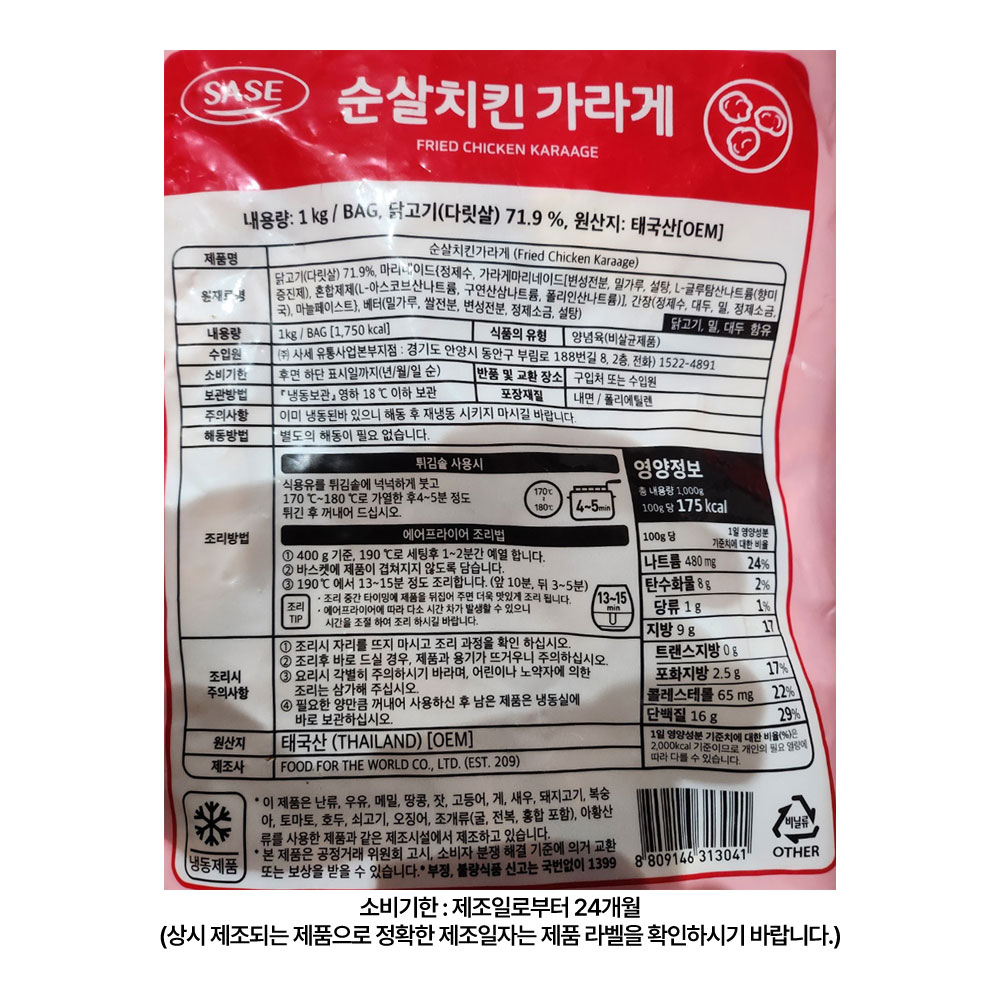 SASE
순살치킨 가라게
FRIED CHICKEN KARAAGE
내용량: 1 kg / BAG, 닭고기(다릿살) 71.9 %, 원산지: 태국산[OEM]
제품명 순살치킨가라게 (Fried Chicken Karaage)
원재료명 닭고기(다릿살) 71.9%, 마리네이드{정제수, 가라게마리네이드[변성전분, 밀가루, 설탕, L-글루탐산나트륨(향미
증진제), 혼합제제(L-아스코브산나트륨, 구연산삼나트륨, 폴리인산나트륨)], 간장(정제수, 대두, 밀, 정제소금,
국), 마늘페이스트}, 베터(밀가루, 쌀전분, 변성전분, 정제소금, 설탕)
닭고기, 밀, 대두 함유
내용량 1kg / BAG [1,750 kcal] 식품의 유형 양념육(비살균제품)
수입원 ㈜ 사세 유통사업본부지점 : 경기도 안양시 동안구 부림로 188번길 8, 2층. 전화) 1522-4891
소비기한 후면 하단 표시일까지(년/월/일 순) 반품 및 교환 장소 구입처 또는 수입원
보관방법 『냉동보관』 영하 18 ℃ 이하 보관 포장재질 내면 / 폴리에틸렌
주의사항 이미 냉동된바 있으니 해동 후 재냉동 시키지 마시길 바랍니다.
해동방법 별도의 해동이 필요 없습니다.
조리방법
튀김솥 사용시
식용유를 튀김솥에 넉넉하게 붓고
170 ℃~180 ℃로 가열한 후4~5분 정도
튀긴 후 꺼내어 드십시오.
170℃
~
180℃
4~5min
에어프라이어 조리법
① 400 g 기준, 190 ℃로 세팅후 1~2분간 예열 합니다.
② 바스켓에 제품이 겹쳐지지 않도록 담습니다.
③ 190℃ 에서 13~15분 정도 조리합니다. (앞 10분, 뒤 3~5분)
조리
TIP
· 조리 중간 타이밍에 제품을 뒤집어 주면 더욱 맛있게 조리 됩니다.
· 에어프라이어에 따라 다소 시간 차가 발생할 수 있으니
시간을 조절 하여 조리 하시길 바랍니다.
13~15
min
영양정보
총 내용량 1,000g
100g 당 175 kcal
100g 당 1일 영양성분
기준치에 대한 비율
나트륨 480 mg 24%
탄수화물 8 g 2%
당류 1 g 1%
지방 9 g 17
트랜스지방 0 g
포화지방 2.5 g 17%
콜레스테롤 65 mg 22%
단백질 16 g 29%
1일 영양성분 기준치에 대한 비율(%)은
2,000kcal 기준이므로 개인의 필요 열량에
따라 다를 수 있습니다.
조리시
주의사항
① 조리시 자리를 뜨지 마시고 조리 과정을 확인 하십시오.
② 조리후 바로 드실 경우, 제품과 용기가 뜨거우니 주의하십시오.
③ 요리시 각별히 주의하시기 바라며, 어린이나 노약자에 의한
조리는 삼가해 주십시오.
④ 필요한 양만큼 꺼내어 사용하신 후 남은 제품은 냉동실에
바로 보관하십시오.
원산지 태국산 (THAILAND) [OEM]
제조사 FOOD FOR THE WORLD CO., LTD. (EST. 209)
냉동제품
* 이 제품은 난류, 우유, 메밀, 땅콩, 잣, 고등어, 게, 새우, 돼지고기, 복숭
아, 토마토, 호두, 쇠고기, 오징어, 조개류(굴, 전복, 홍합 포함), 아황산
류를 사용한 제품과 같은 제조시설에서 제조하고 있습니다.
* 본 제품은 공정거래 위원회 고시, 소비자 분쟁 해결 기준에 의거 교환
또는 보상을 받을 수 있습니다.* 부정, 불량식품 신고는 국번없이 1399
8 809146 313041
비닐류
OTHER
소비기한 : 제조일로부터 24개월
(상시 제조되는 제품으로 정확한 제조일자는 제품 라벨을 확인하시기 바랍니다.)